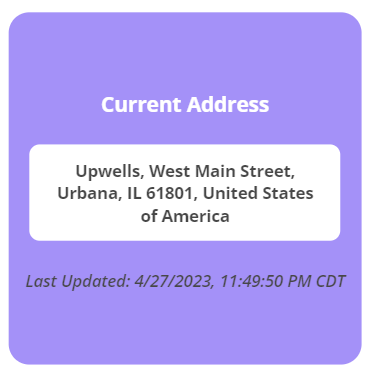 Current Address
Upwells, West Main Street,
Urbana, IL 61801, United States
of America
Last Updated: 4/27/2023, 11:49:50 PM CDT